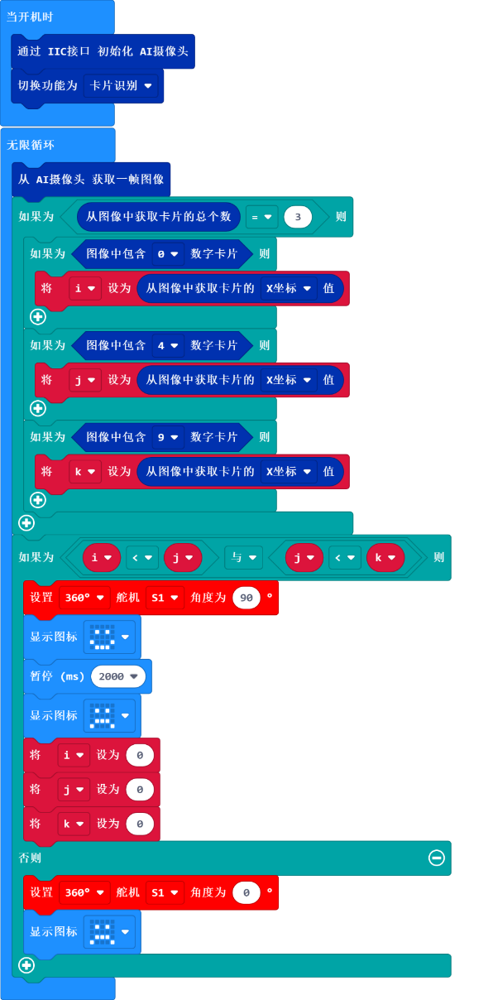 当开机时
通过 IIC接口 初始化 AI摄像头
切换功能为 卡片识别
无限循环
从 AI摄像头 获取一帧图像
如果为 从图像中获取卡片的总个数 = 3 则
如果为 图像中包含 0 数字卡片 则
将 i 设为 从图像中获取卡片的 X坐标 值
如果为 图像中包含 4 数字卡片 则
将 j 设为 从图像中获取卡片的 X坐标 值
如果为 图像中包含 9 数字卡片 则
将 k 设为 从图像中获取卡片的 X坐标 值
如果为 i < j 与 j < k 则
设置 360° 舵机 S1 角度为 90 °
显示图标
暂停 (ms) 2000
显示图标
将 i 设为 0
将 j 设为 0
将 k 设为 0
否则
设置 360° 舵机 S1 角度为 0 °
显示图标